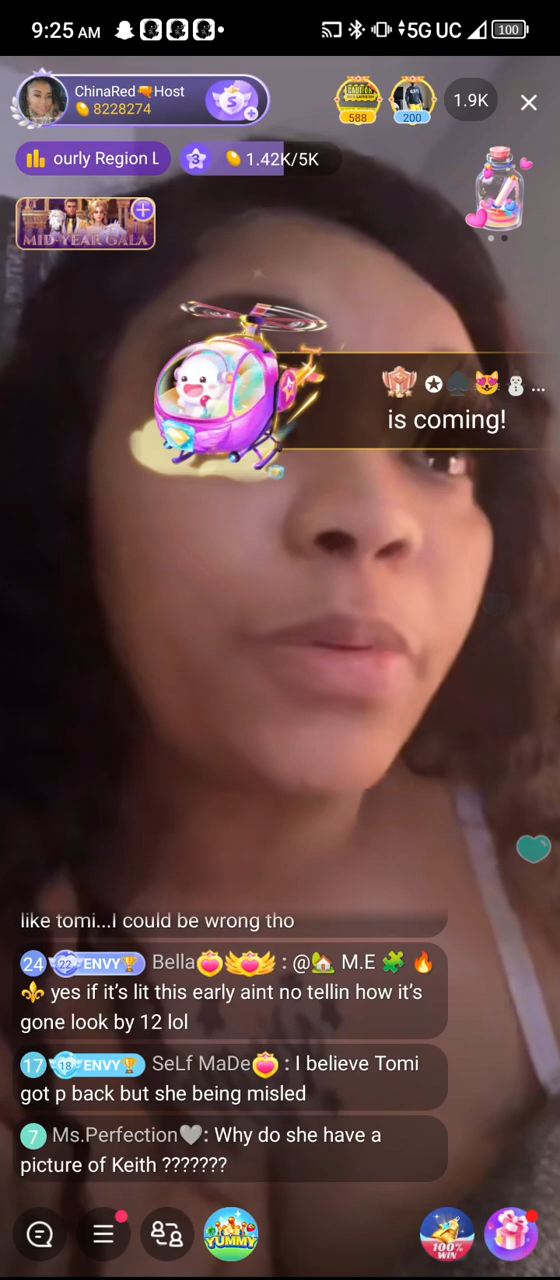 9:25 AM
5G UC
100
ChinaRed Host
8228274
S
588
200
1.9K
ourly Region L
3
1.42K/5K
MID-YEAR GALA
...
is coming!
like tomi...I could be wrong tho
24 22 ENVY Bella : @ M.E
yes if it’s lit this early aint no tellin how it’s
gone look by 12 lol
17 18 ENVY SeLf MaDe : I believe Tomi
got p back but she being misled
7 Ms.Perfection : Why do she have a
picture of Keith ???????
YUMMY
100%
WIN